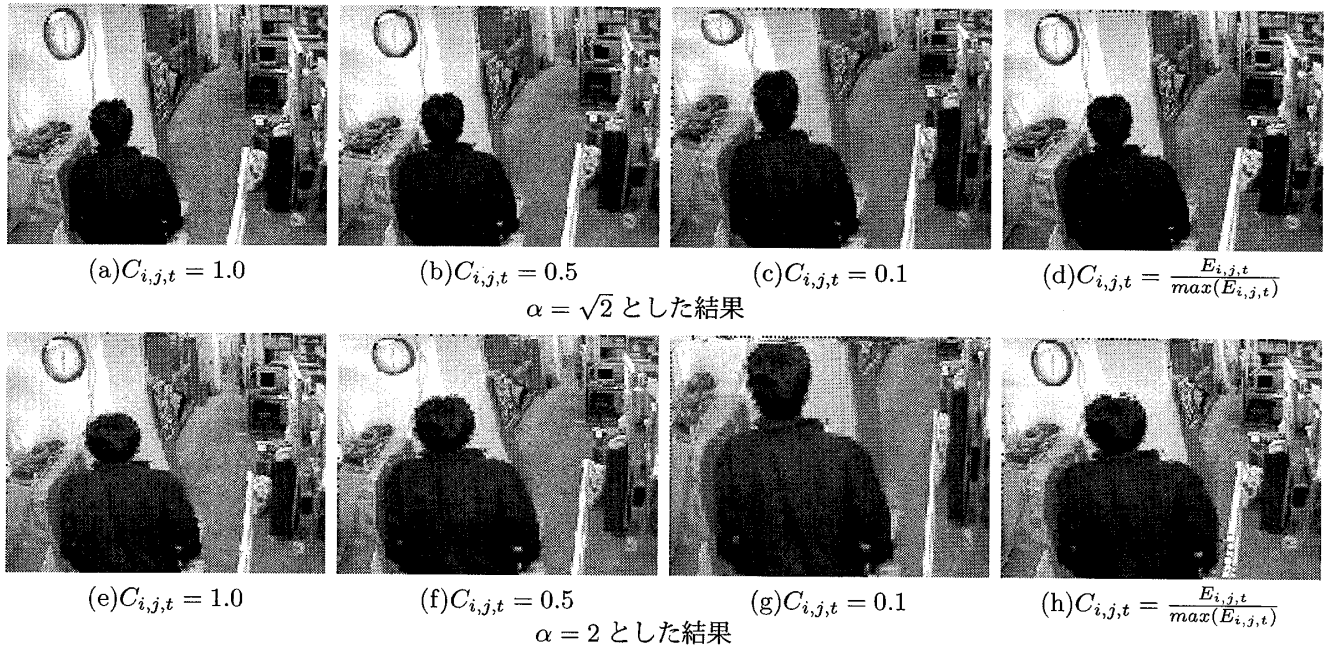 (a)$C_{i,j,t} = 1.0$ (b)$C_{i,j,t} = 0.5$ (c)$C_{i,j,t} = 0.1$ (d)$C_{i,j,t} = \frac{E_{i,j,t}}{max(E_{i,j,t})}$
$\alpha = \sqrt{2}$ とした結果
(e)$C_{i,j,t} = 1.0$ (f)$C_{i,j,t} = 0.5$ (g)$C_{i,j,t} = 0.1$ (h)$C_{i,j,t} = \frac{E_{i,j,t}}{max(E_{i,j,t})}$
$\alpha = 2$ とした結果